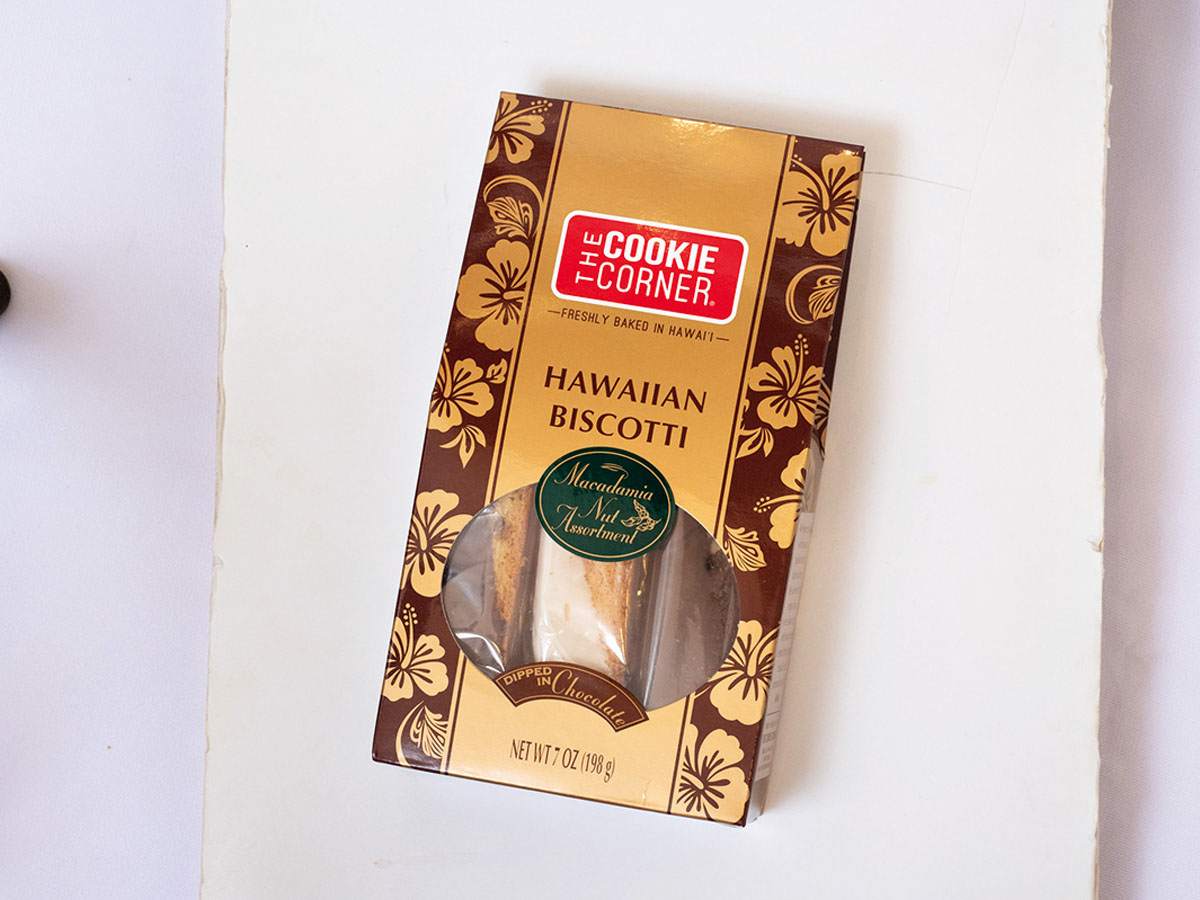 THE COOKIE
CORNER®
FRESHLY BAKED IN HAWAI'I
HAWAIIAN
BISCOTTI
Macadamia
Nut
Assortment
DIPPED
IN Chocolate
NET WT 7 OZ (198 g)